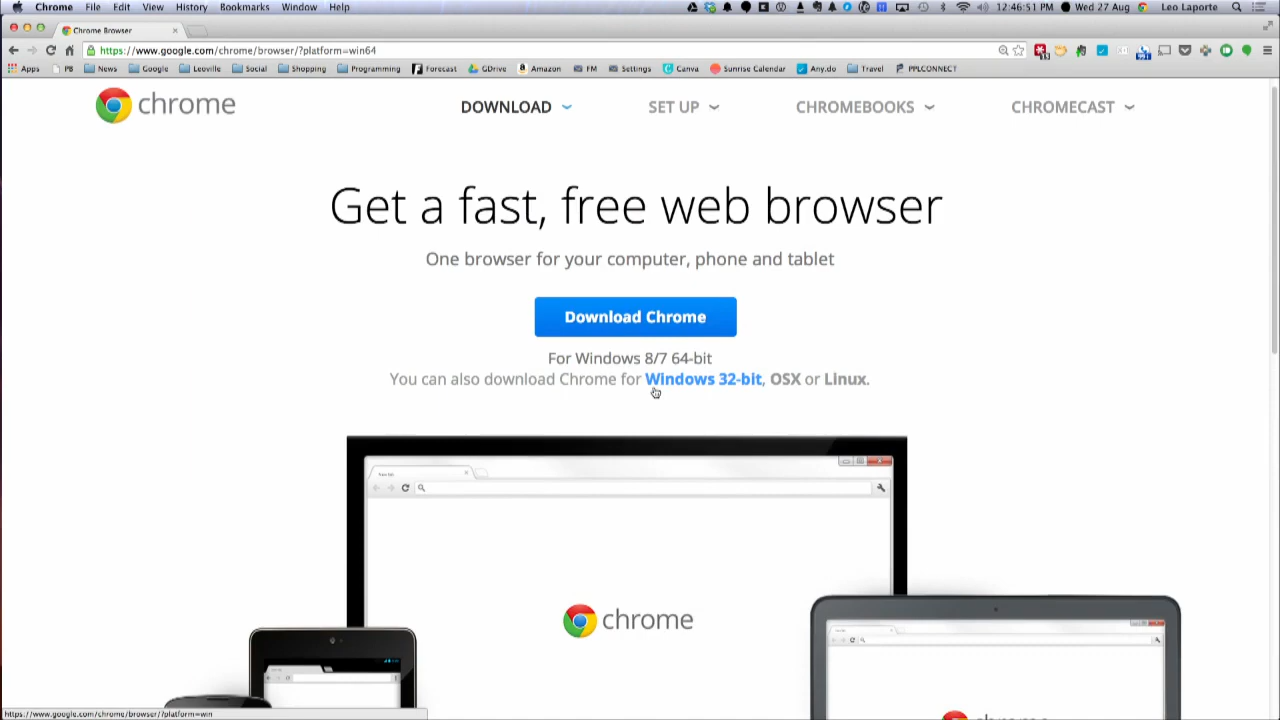 Chrome File Edit View History Bookmarks Window Help 12:46:51 PM Wed 27 Aug Leo Laporte
Chrome Browser
https://www.google.com/chrome/browser/?platform=win64
Apps PB News Google Leoville Social Shopping Programming Forecast GDrive Amazon FM Settings Canva Sunrise Calendar Any.do Travel PPLCONNECT
chrome DOWNLOAD SET UP CHROMEBOOKS CHROMECAST
Get a fast, free web browser
One browser for your computer, phone and tablet
Download Chrome
For Windows 8/7 64-bit
You can also download Chrome for Windows 32-bit, OSX or Linux.
New tab
chrome
chrome
https://www.google.com/chrome/browser/?platform=win